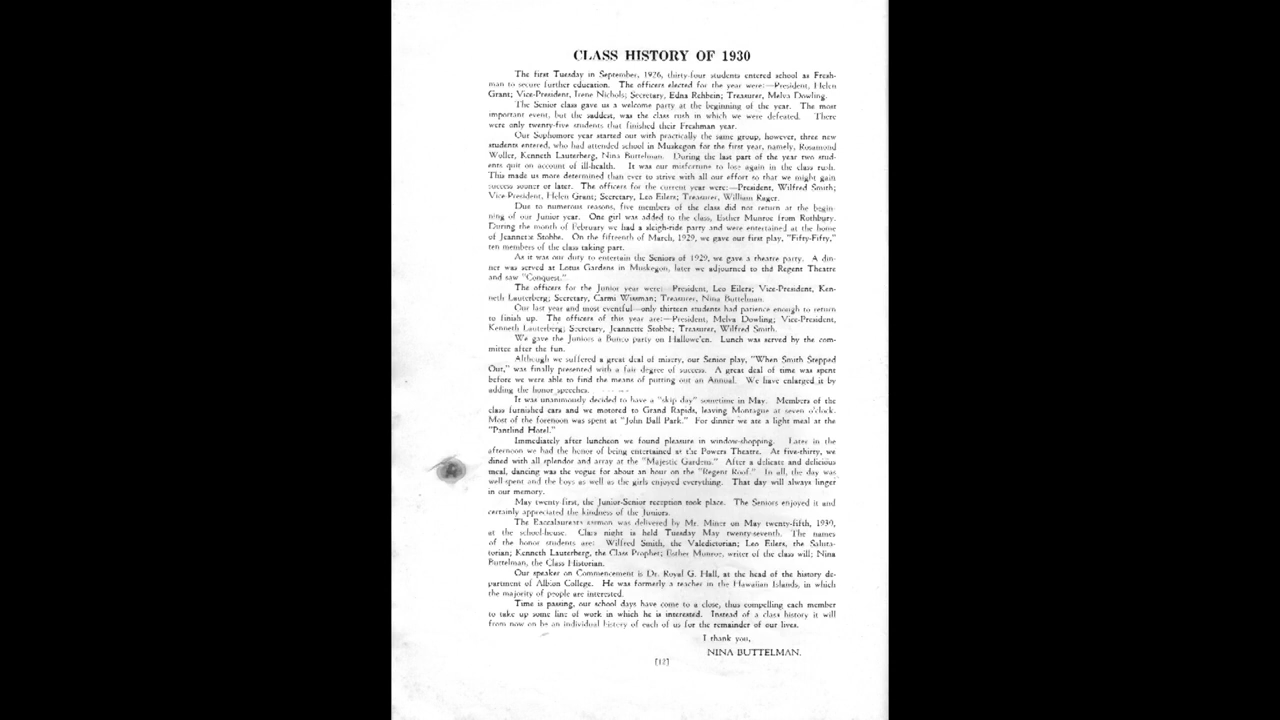 CLASS HISTORY OF 1930
The first Tuesday in September, 1926, thirty-four students entered school as Fresh-
man to secure further education. The officers elected for the year were:—President, Helen
Grant; Vice-President, Irene Nichols; Secretary, Edna Rehbein; Treasurer, Melva Dowling.
The Senior class gave us a welcome party at the beginning of the year. The most
important event, but the saddest, was the class rush in which we were defeated. There
were only twenty-five students that finished their Freshman year.
Our Sophomore year started out with practically the same group, however, three new
students entered, who had attended school in Muskegon for the first year, namely, Rosamond
Woller, Kenneth Lauterberg, Nina Buttelman. During the last part of the year two stud-
ents quit on account of ill-health. It was our misfortune to lose again in the class rush.
This made us more determined than ever to strive with all our effort so that we might gain
success sooner or later. The officers for the current year were:—President, Wilfred Smith;
Vice-President, Helen Grant; Secretary, Leo Eilers; Treasurer, William Rager.
Due to numerous reasons, five members of the class did not return at the begin-
ning of our Junior year. One girl was added to the class, Esther Munroe from Rothbury.
During the month of February we had a sleigh-ride party and were entertained at the home
of Jeannette Stobbe. On the fifteenth of March, 1929, we gave our first play, "Fifty-Fifty,"
ten members of the class taking part.
As it was our duty to entertain the Seniors of 1929, we gave a theatre party. A din-
ner was served at Lotus Gardens in Muskegon, later we adjourned to the Regent Theatre
and saw "Conquest."
The officers for the Junior year were:—President, Leo Eilers; Vice-President, Ken-
neth Lauterberg; Secretary, Carmi Wissman; Treasurer, Nina Buttelman.
Our last year and most eventful—only thirteen students had patience enough to return
to finish up. The officers of this year are:—President, Melva Dowling; Vice-President,
Kenneth Lauterberg; Secretary, Jeannette Stobbe; Treasurer, Wilfred Smith.
We gave the Juniors a Bunco party on Hallowe'en. Lunch was served by the com-
mittee after the fun.
Although we suffered a great deal of misery, our Senior play, "When Smith Stepped
Out," was finally presented with a fair degree of success. A great deal of time was spent
before we were able to find the means of putting out an Annual. We have enlarged it by
adding the honor speeches.
It was unanimously decided to have a "skip day" sometime in May. Members of the
class furnished cars and we motored to Grand Rapids, leaving Montague at seven o'clock.
Most of the forenoon was spent at "John Ball Park." For dinner we ate a light meal at the
"Pantlind Hotel."
Immediately after luncheon we found pleasure in window-shopping. Later in the
afternoon we had the honor of being entertained at the Powers Theatre. At five-thirty, we
dined with all splendor and array at the "Majestic Gardens." After a delicate and delicious
meal, dancing was the vogue for about an hour on the "Regent Roof." In all, the day was
well spent and the boys as well as the girls enjoyed everything. That day will always linger
in our memory.
May twenty-first, the Junior-Senior reception took place. The Seniors enjoyed it and
certainly appreciated the kindness of the Juniors.
The Baccalaureate sermon was delivered by Mr. Miner on May twenty-fifth, 1930,
at the school-house. Class night is held Tuesday May twenty-seventh. The names
of the honor students are: Wilfred Smith, the Valedictorian; Leo Eilers, the Saluta-
torian; Kenneth Lauterberg, the Class Prophet; Esther Munroe, writer of the class will; Nina
Buttelman, the Class Historian.
Our speaker on Commencement is Dr. Royal G. Hall, at the head of the history de-
partment of Albion College. He was formerly a teacher in the Hawaiian Islands, in which
the majority of people are interested.
Time is passing, our school days have come to a close, thus compelling each member
to take up some line of work in which he is interested. Instead of a class history it will
from now on be an individual history of each of us for the remainder of our lives.
I thank you,
NINA BUTTELMAN.
[12]